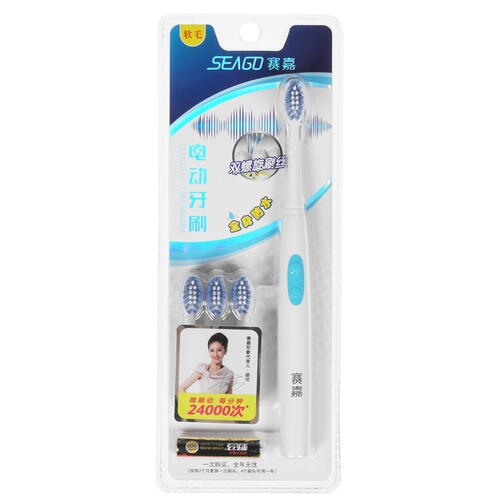 软毛
SEAGO 赛嘉
双螺旋刷丝
电动牙刷
全身防水
微振动 每分钟
24000次
赛嘉
一次购买，全年无忧